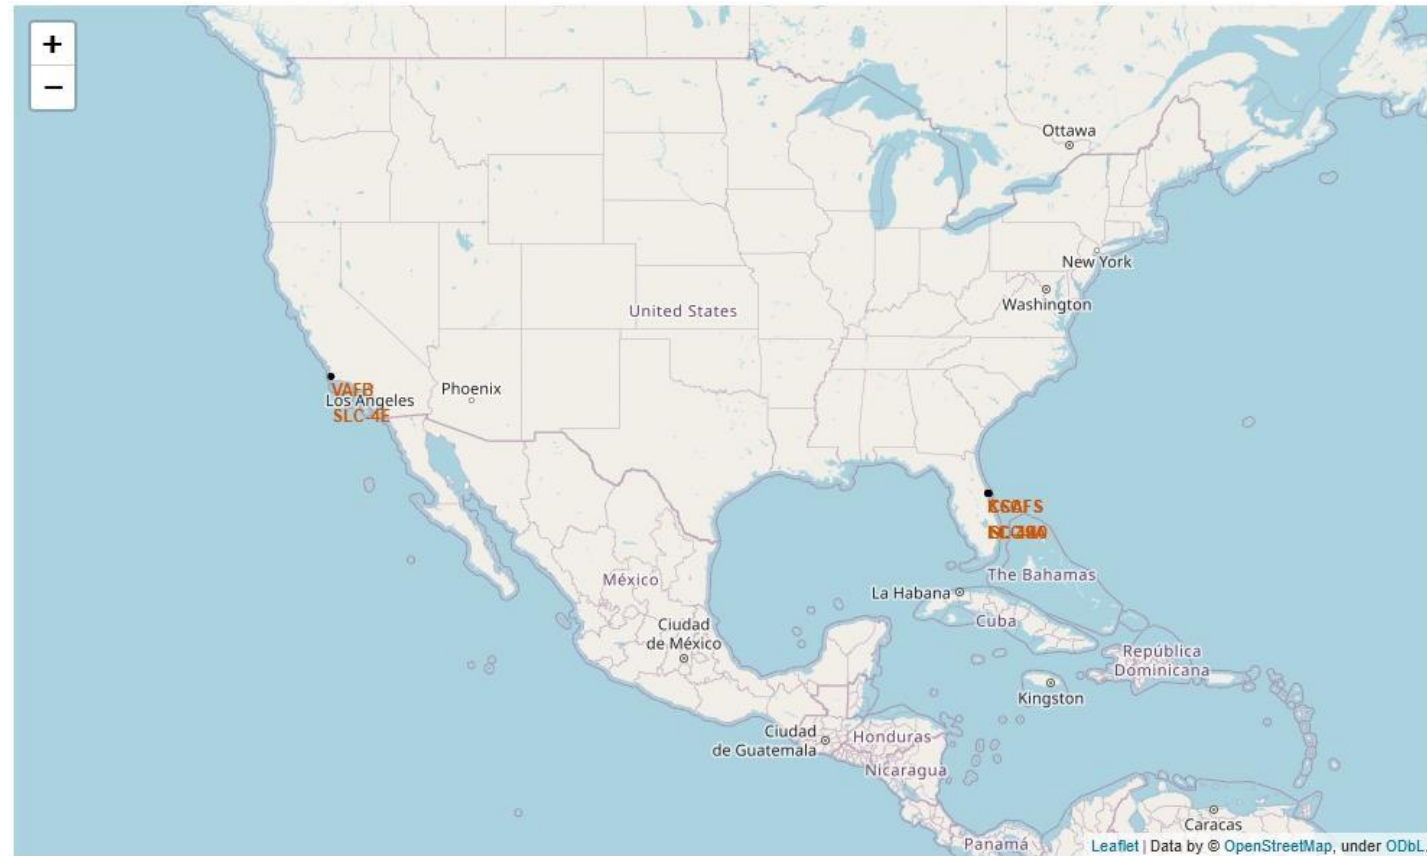 +
−
Ottawa
New York
Washington
United States
Phoenix
VAFB
Los Angeles
SLC-4E
The Bahamas
México
La Habana
Cuba
Ciudad
de México
República
Dominicana
Kingston
Ciudad
de Guatemala
Honduras
Nicaragua
Caracas
Panamá
Leaflet | Data by © OpenStreetMap, under ODbL.